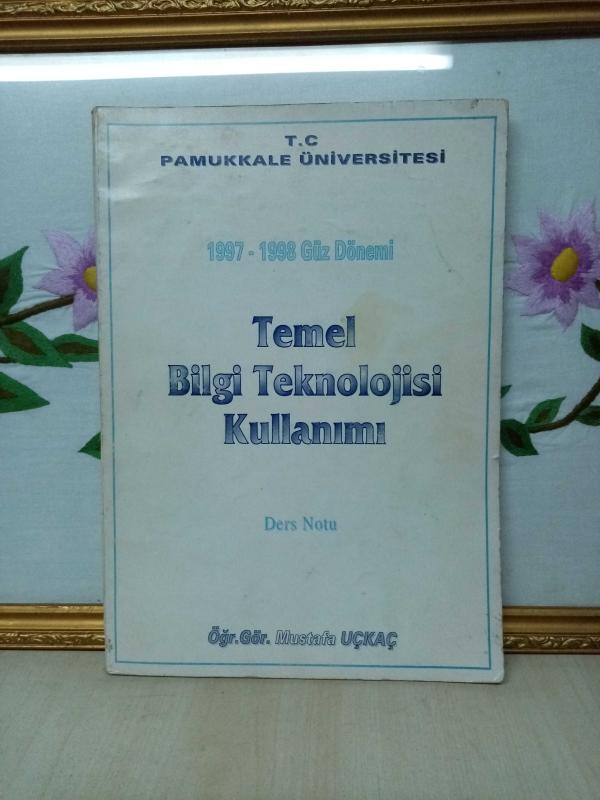 T.C
PAMUKKALE ÜNİVERSİTESİ
1997 - 1998 Güz Dönemi
Temel
Bilgi Teknolojisi
Kullanımı
Ders Notu
Öğr.Gör. Mustafa UÇKAÇ